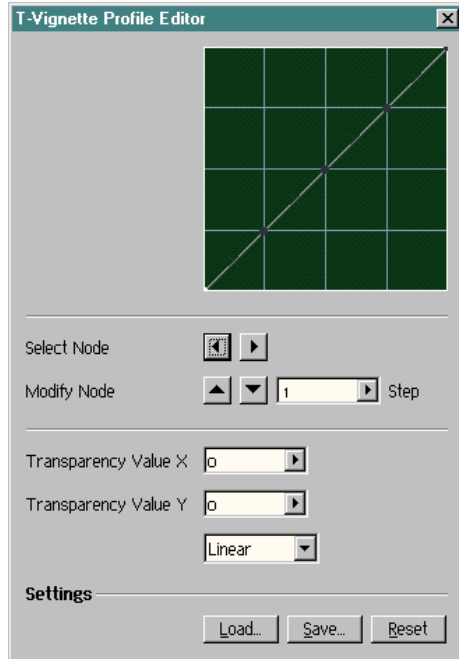 T-Vignette Profile Editor
Select Node
Modify Node 1 Step
Transparency Value X 0
Transparency Value Y 0
Linear
Settings
Load... Save... Reset